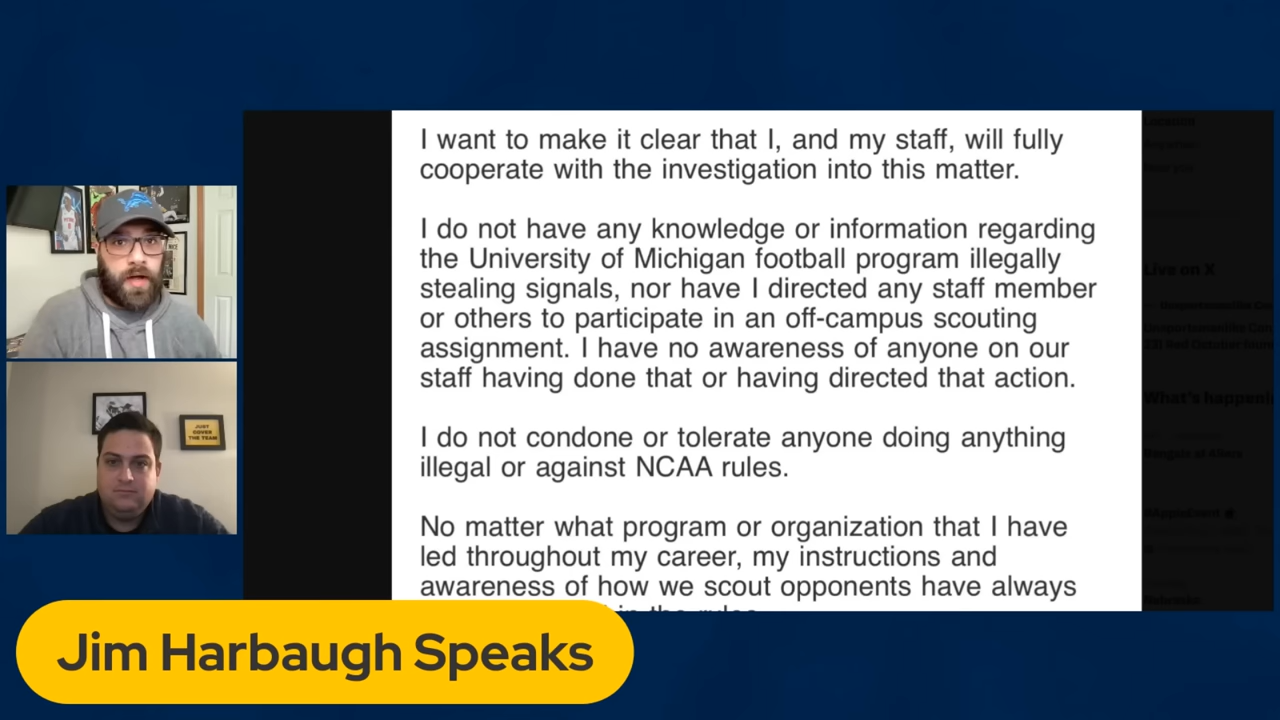 I want to make it clear that I, and my staff, will fully
cooperate with the investigation into this matter.
I do not have any knowledge or information regarding
the University of Michigan football program illegally
stealing signals, nor have I directed any staff member
or others to participate in an off-campus scouting
assignment. I have no awareness of anyone on our
staff having done that or having directed that action.
I do not condone or tolerate anyone doing anything
illegal or against NCAA rules.
No matter what program or organization that I have
led throughout my career, my instructions and
awareness of how we scout opponents have always
in the rules
Location
Live on X
What's happeni
JUST
COVER
THE TEAM
Jim Harbaugh Speaks